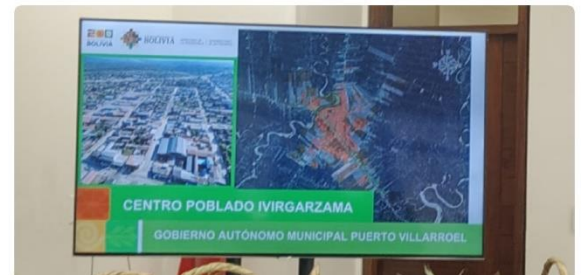 BOLIVIA
BOLIVIA
CENTRO POBLADO IVIRGARZAMA
GOBIERNO AUTÓNOMO MUNICIPAL PUERTO VILLARROEL